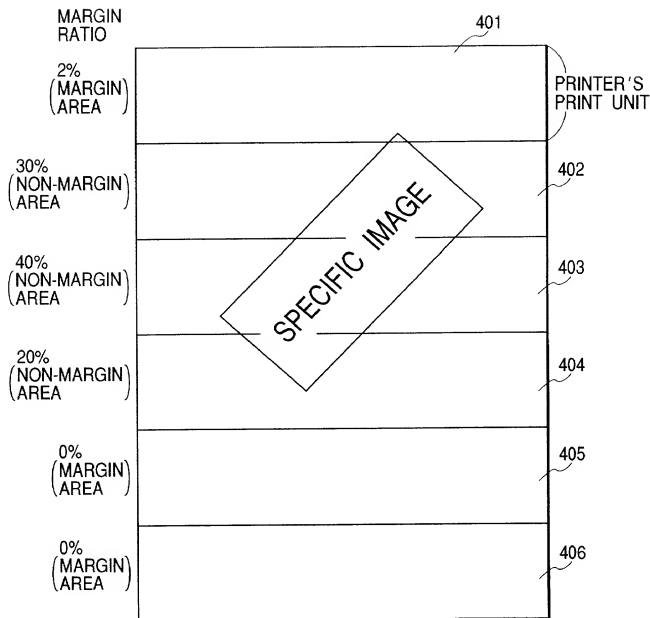 MARGIN
RATIO
401
2%
(MARGIN
AREA)
PRINTER'S
PRINT UNIT
30%
(NON-MARGIN
AREA)
402
SPECIFIC IMAGE
40%
(NON-MARGIN
AREA)
403
20%
(NON-MARGIN
AREA)
404
0%
(MARGIN
AREA)
405
0%
(MARGIN
AREA)
406